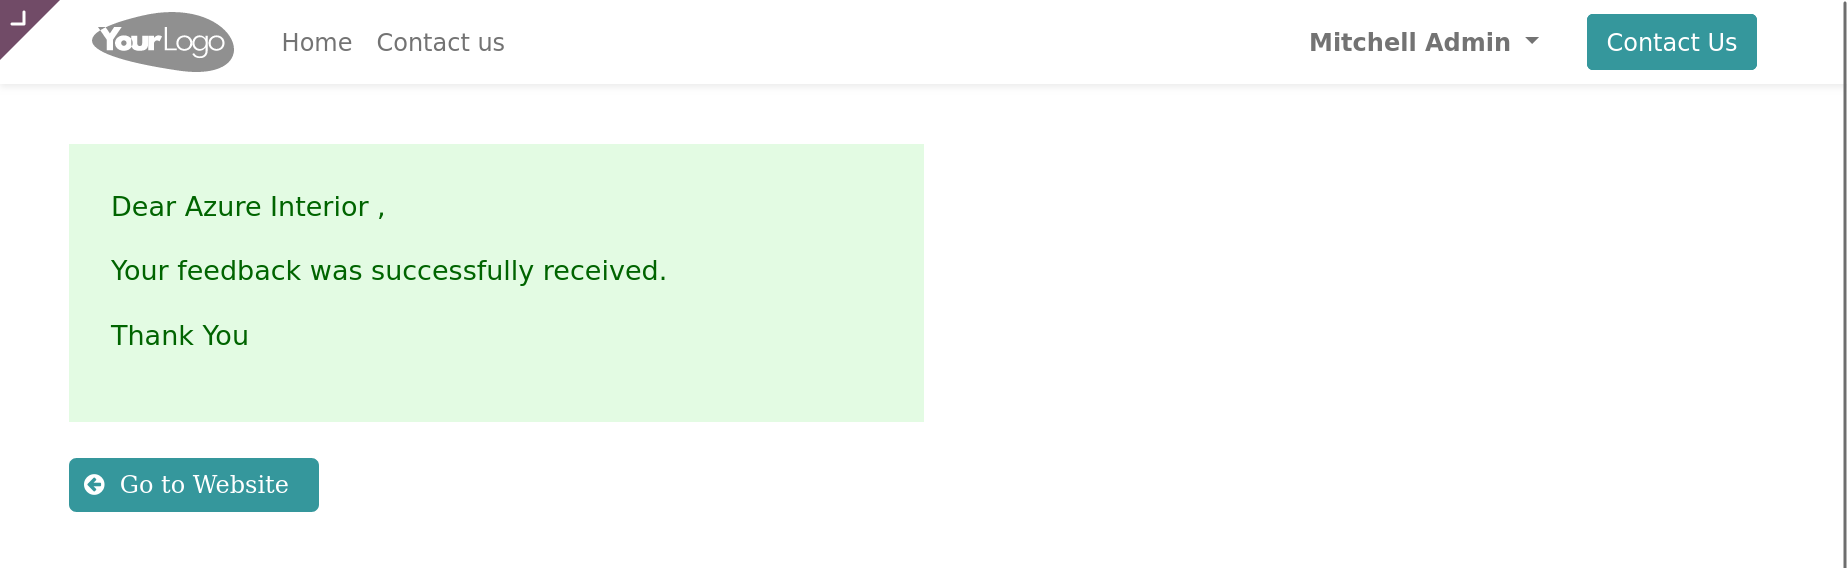 YourLogo
Home
Contact us
Mitchell Admin
Contact Us
Dear Azure Interior ,
Your feedback was successfully received.
Thank You
Go to Website